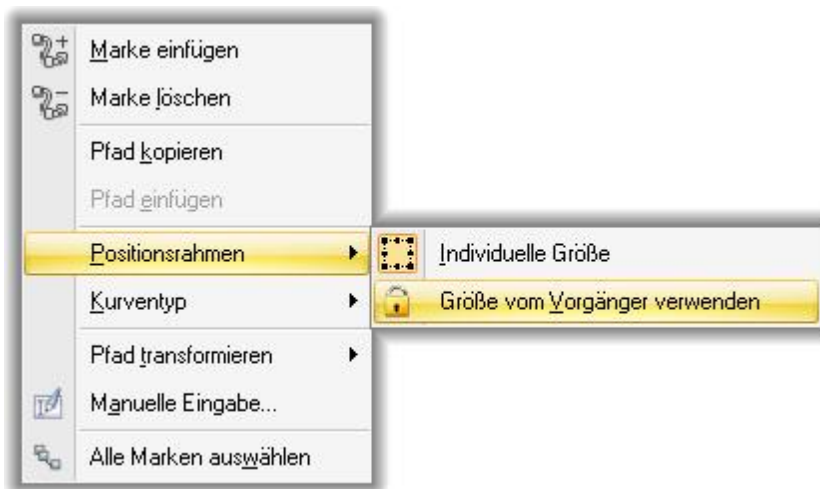 Marke einfügen
Marke löschen
Pfad kopieren
Pfad einfügen
Positionsrahmen
Individuelle Größe
Kurventyp
Größe vom Vorgänger verwenden
Pfad transformieren
Manuelle Eingabe...
Alle Marken auswählen